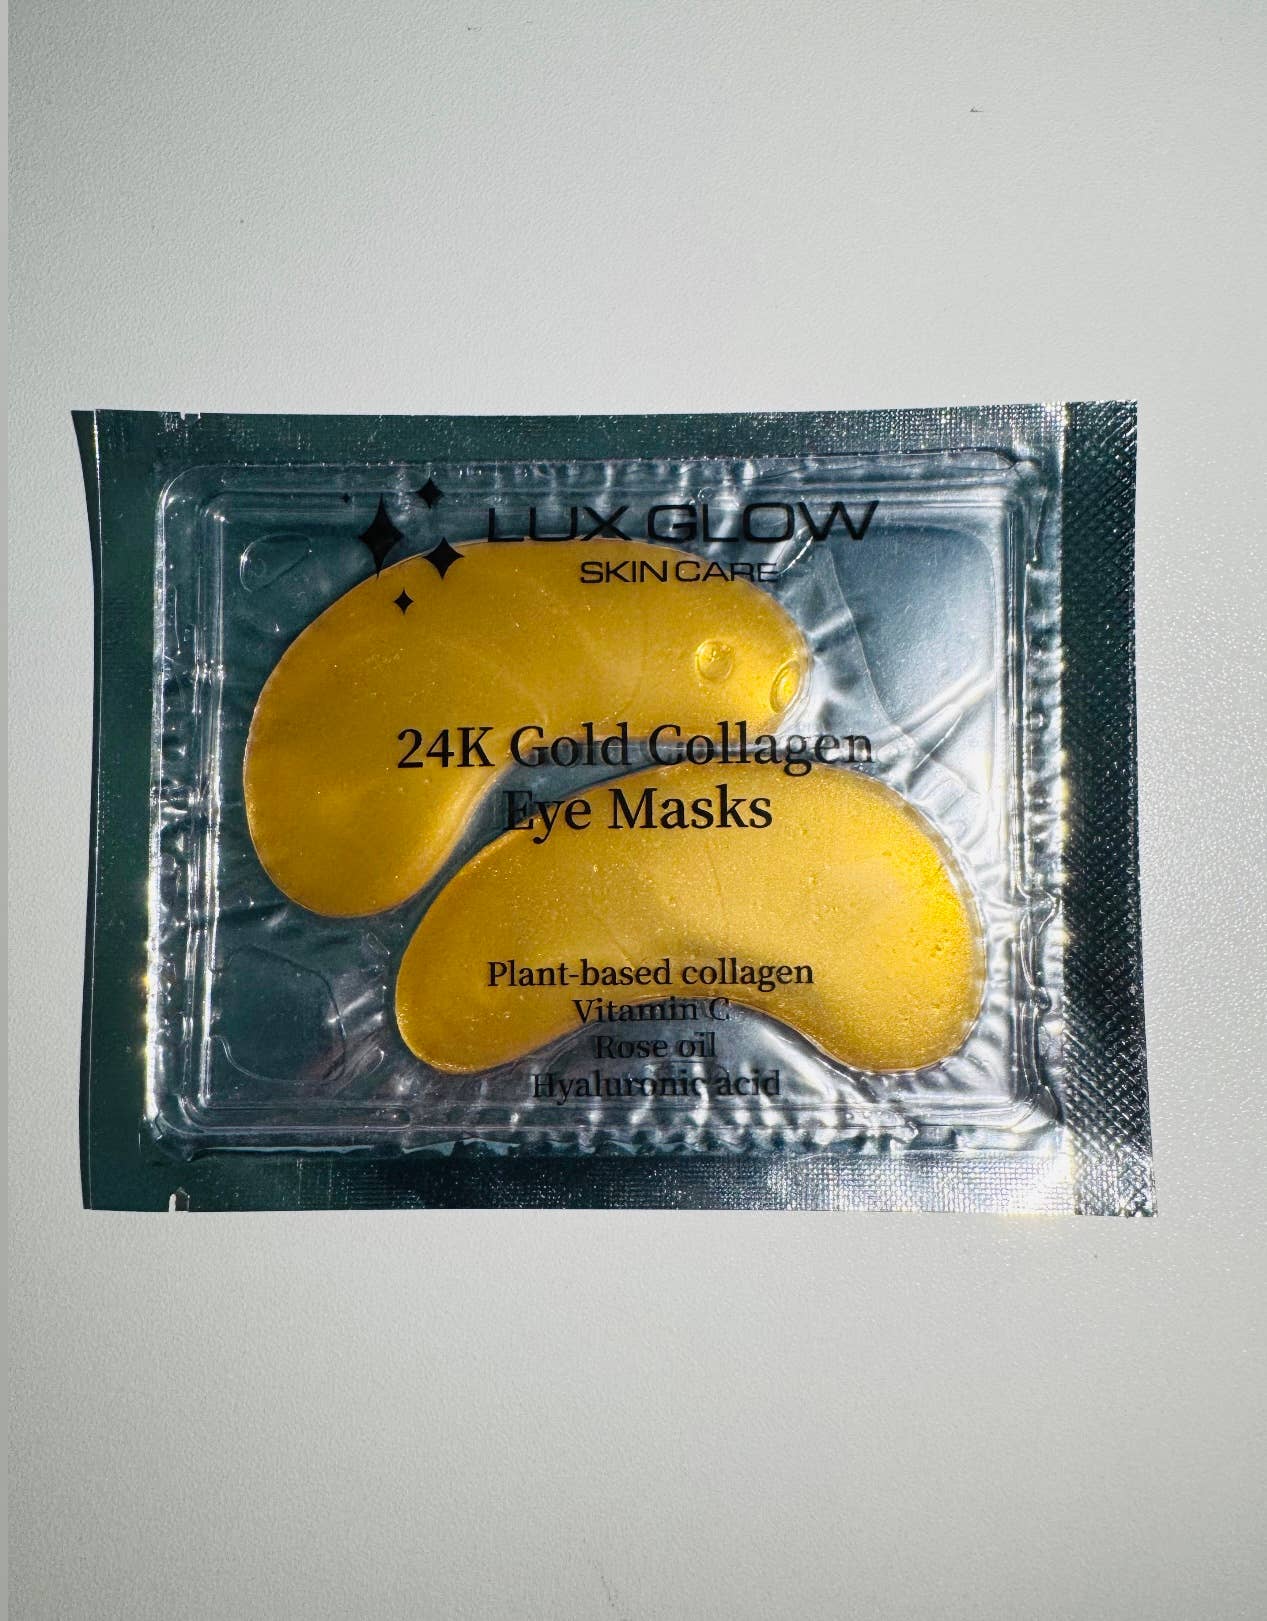 LUX GLOW
SKIN CARE
24K Gold Collagen
Eye Masks
Plant-based collagen
Vitamin C
Rose oil
Hyaluronic acid